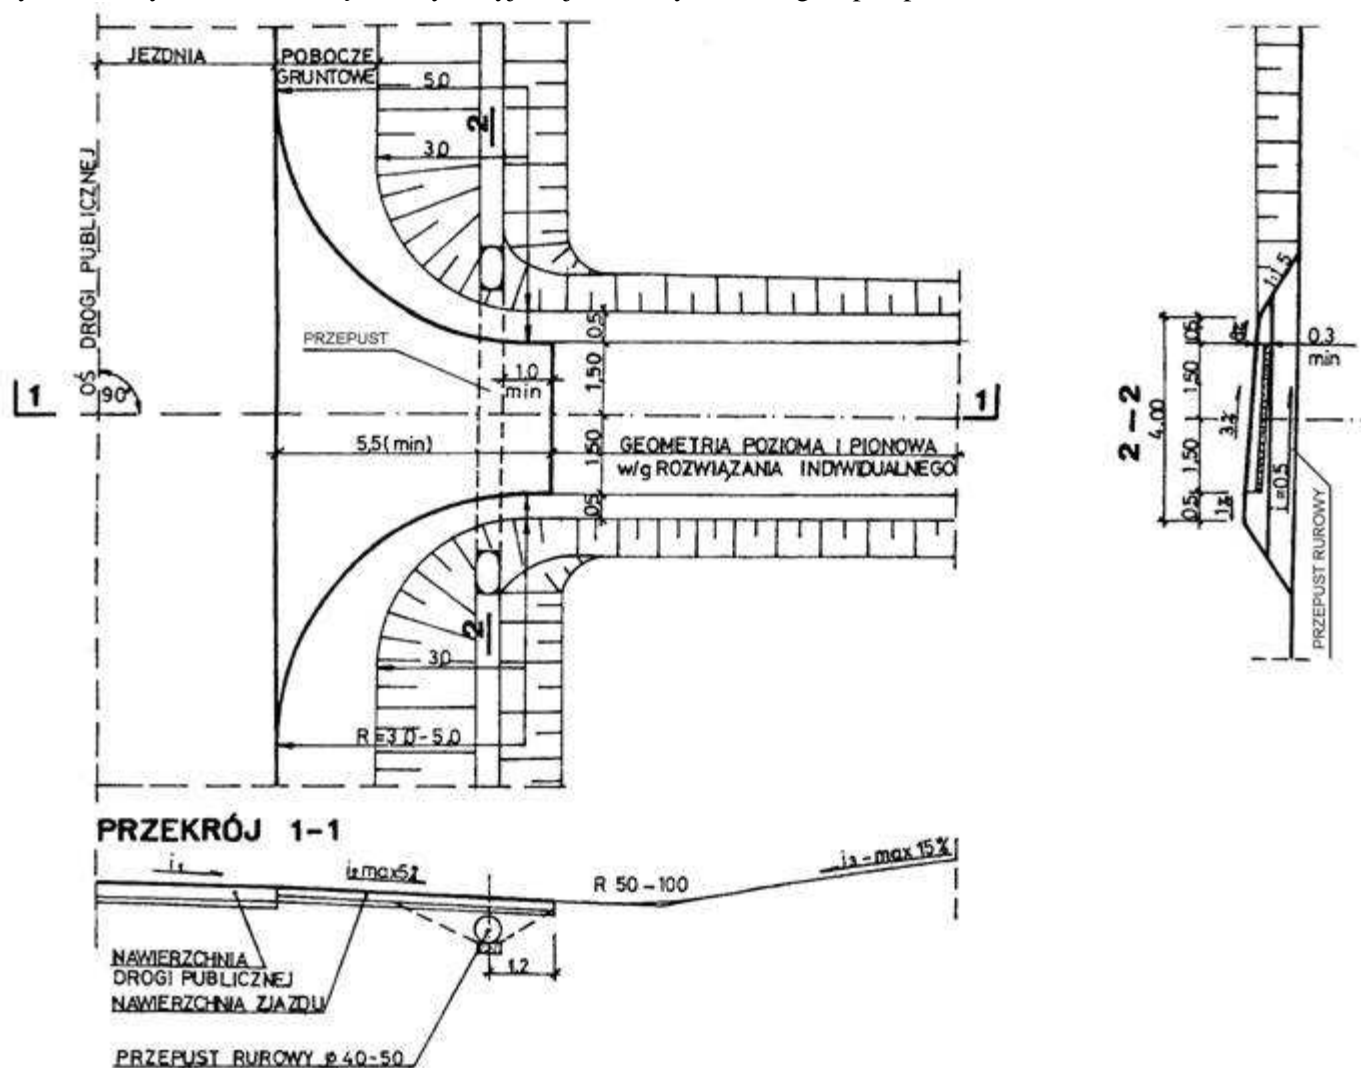 JEZDNIA
POBOCZE
GRUNTOWE
5,0
2
3,0
OŚ DROGI PUBLICZNEJ
PRZEPUST
1,0
min
0,5
1,50
1
90°
1
5,5(min)
1,50
GEOMETRIA POZIOMA I PIONOWA
w/g ROZWIĄZANIA INDYWIDUALNEGO
0,5
2
3,0
R=3,0-5,0
1:1,5
0,3
min
2-2
4.00
0,5
1,50
1,50
0,5
3%
i=0.5
PRZEPUST RUROWY
PRZEKRÓJ 1-1
i₁
i₂max5%
R 50-100
i₃-max 15%
NAWIERZCHNIA
DROGI PUBLICZNEJ
NAWIERZCHNIA ZJAZDU
1,2
PRZEPUST RUROWY ø 40-50